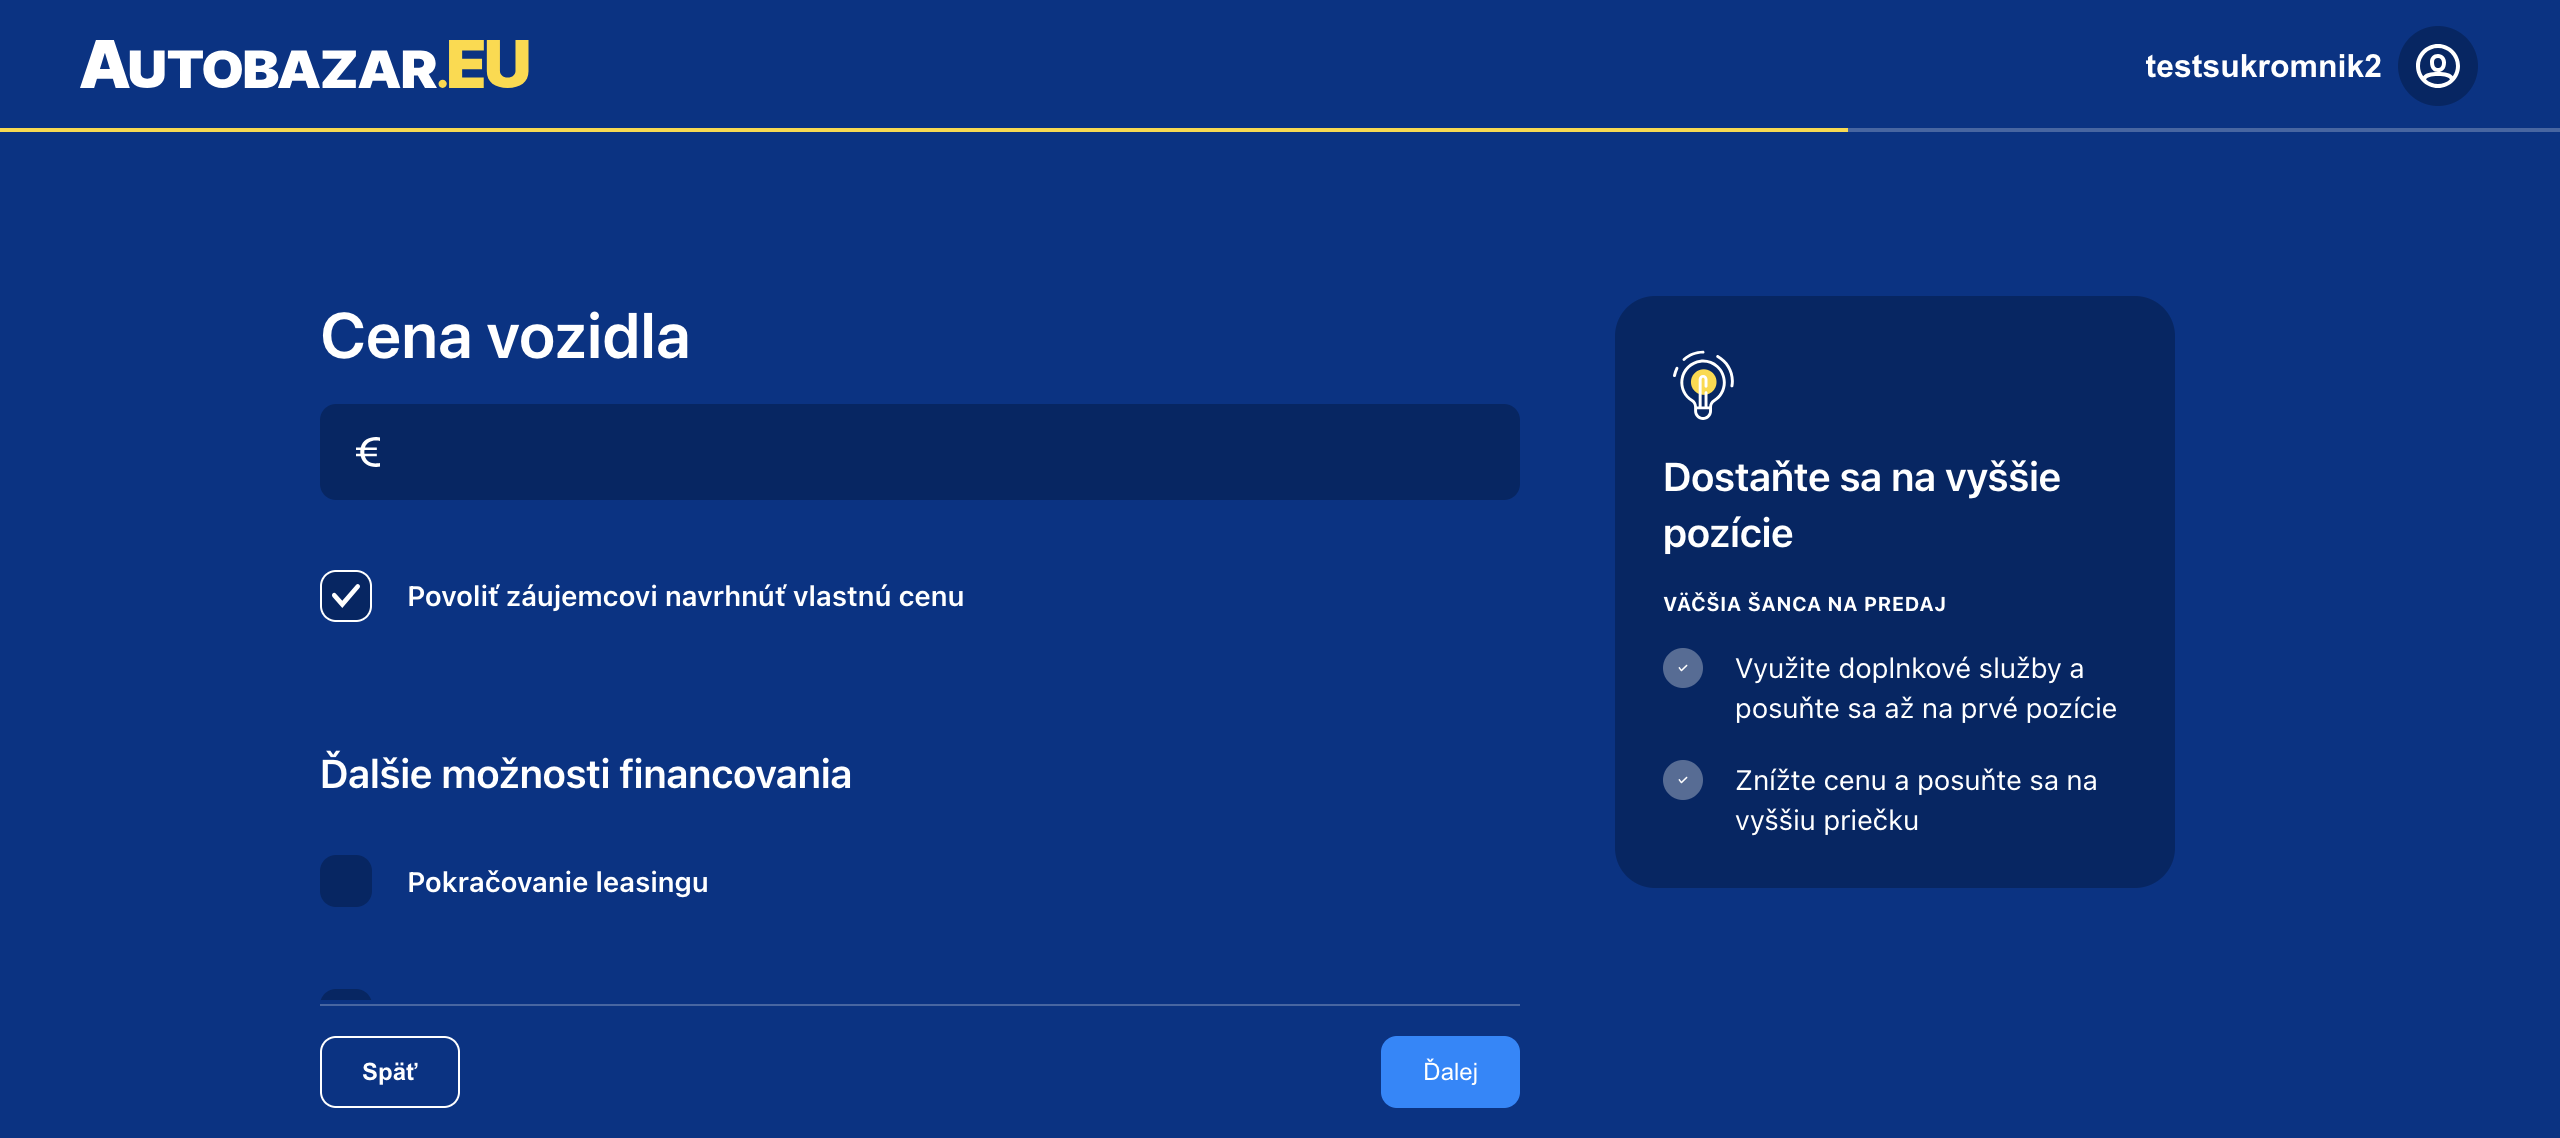 AUTOBAZAR.EU
testsukromnik2
Cena vozidla
€
Povoliť záujemcovi navrhnúť vlastnú cenu
Ďalšie možnosti financovania
Pokračovanie leasingu
Späť
Ďalej
Dostaňte sa na vyššie
pozície
VÄČŠIA ŠANCA NA PREDAJ
Využite doplnkové služby a
posuňte sa až na prvé pozície
Znížte cenu a posuňte sa na
vyššiu priečku